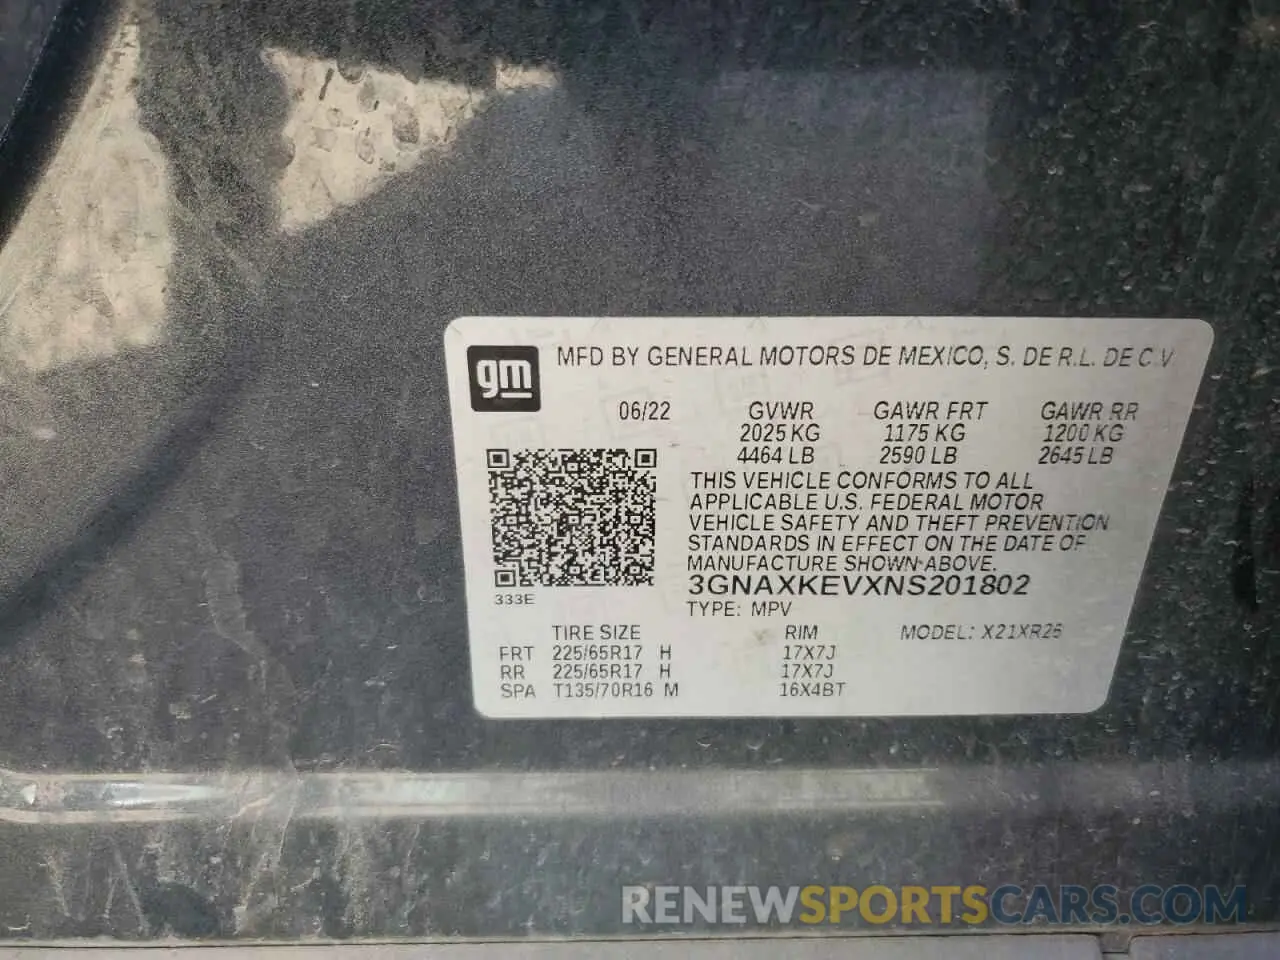 gm MFD BY GENERAL MOTORS DE MEXICO, S. DE R.L. DE C.V
06/22 GVWR GAWR FRT GAWR RR
2025 KG 1175 KG 1200 KG
4464 LB 2590 LB 2645 LB
THIS VEHICLE CONFORMS TO ALL
APPLICABLE U.S. FEDERAL MOTOR
VEHICLE SAFETY AND THEFT PREVENTION
STANDARDS IN EFFECT ON THE DATE OF
MANUFACTURE SHOWN ABOVE.
3GNAXKEVXNS201802
333E TYPE: MPV
TIRE SIZE RIM MODEL: X21XR26
FRT 225/65R17 H 17X7J
RR 225/65R17 H 17X7J
SPA T135/70R16 M 16X4BT
RENEWSPORTSCARS.COM